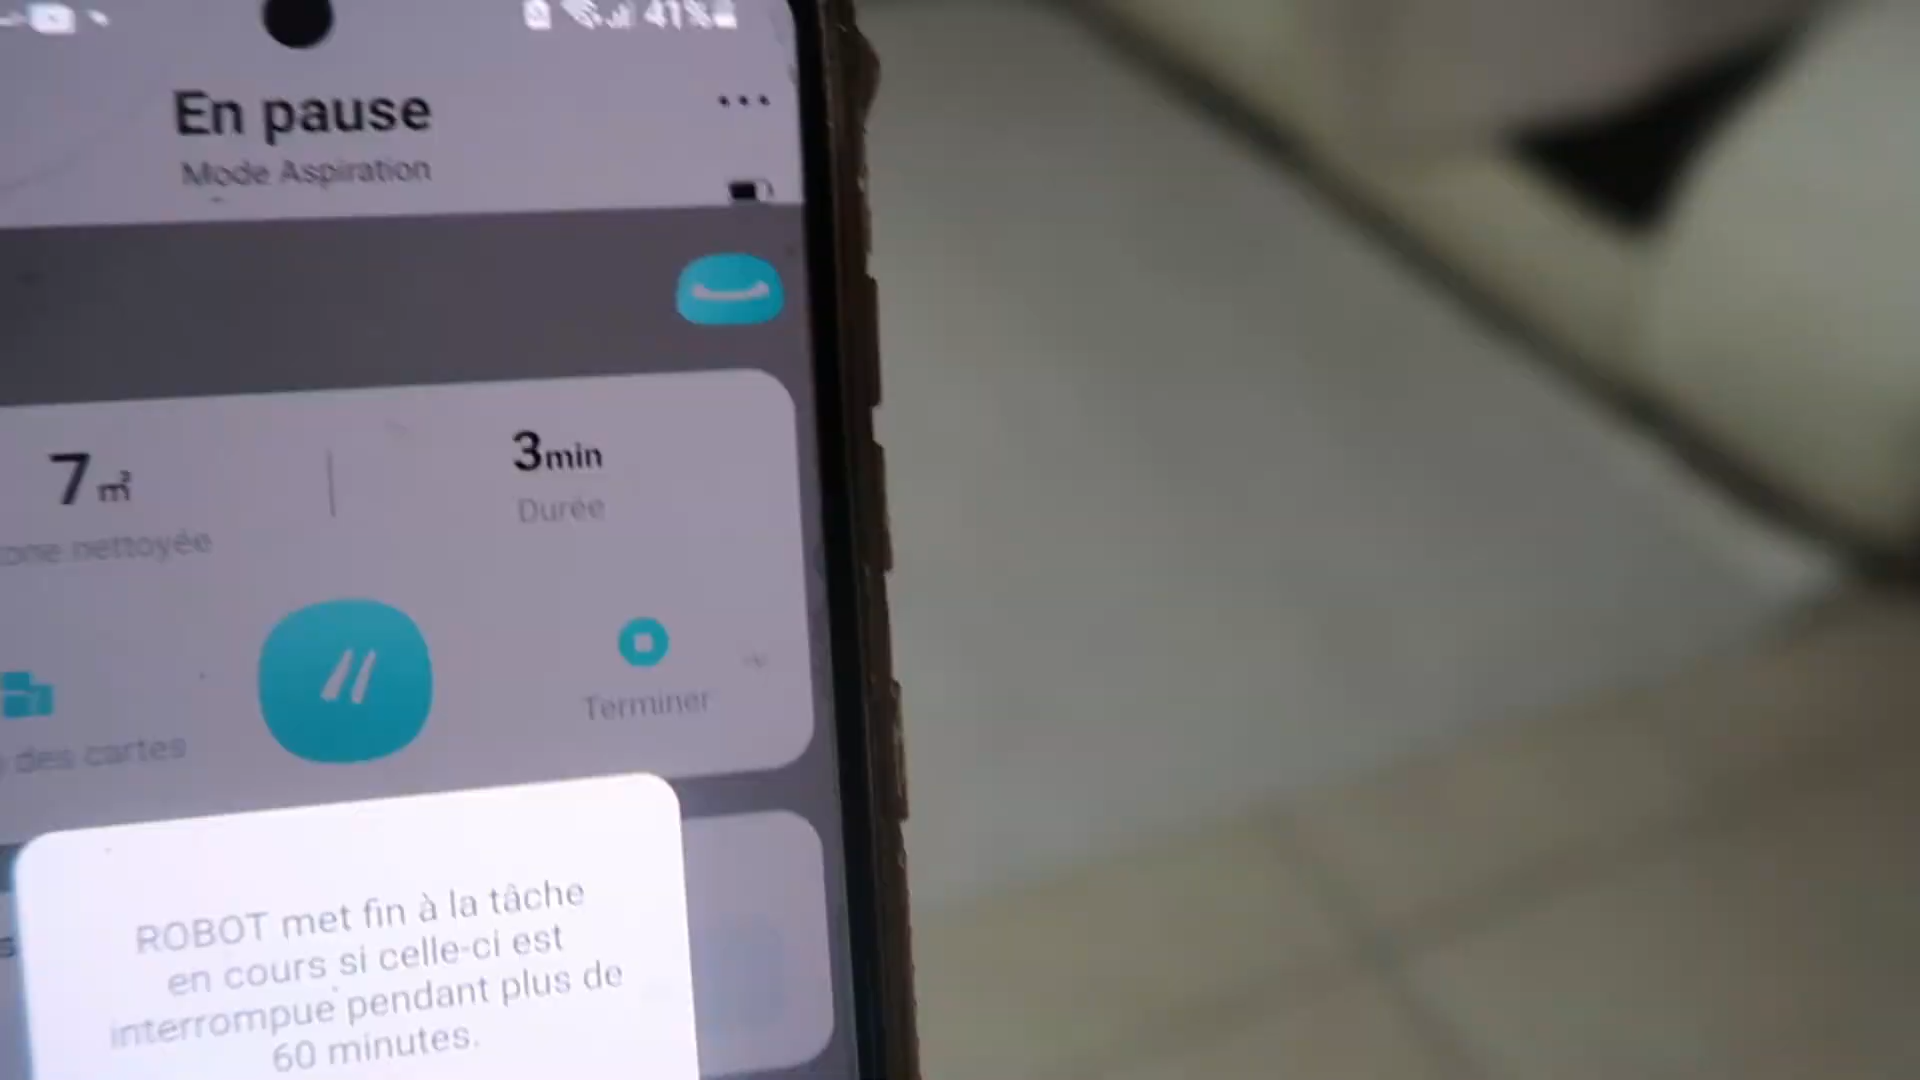 41%
En pause
Mode Aspiration
7 m²
3min
one nettoyée
Durée
des cartes
Terminer
ROBOT met fin à la tâche
en cours si celle-ci est
interrompue pendant plus de
60 minutes.